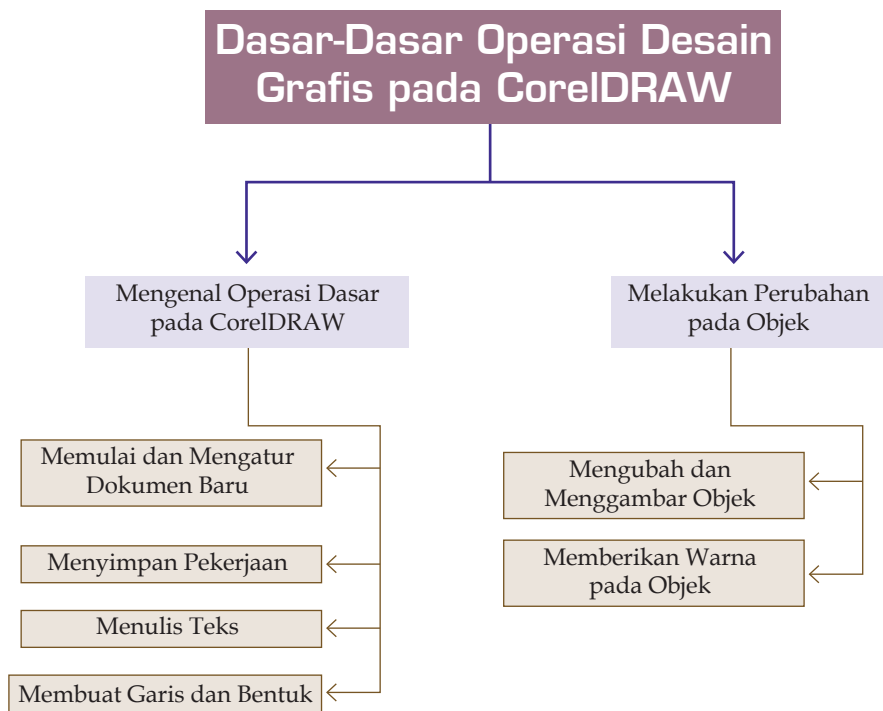 Dasar-Dasar Operasi Desain
Grafis pada CorelDRAW
Mengenal Operasi Dasar
pada CorelDRAW
Melakukan Perubahan
pada Objek
Memulai dan Mengatur
Dokumen Baru
Menyimpan Pekerjaan
Menulis Teks
Membuat Garis dan Bentuk
Mengubah dan
Menggambar Objek
Memberikan Warna
pada Objek